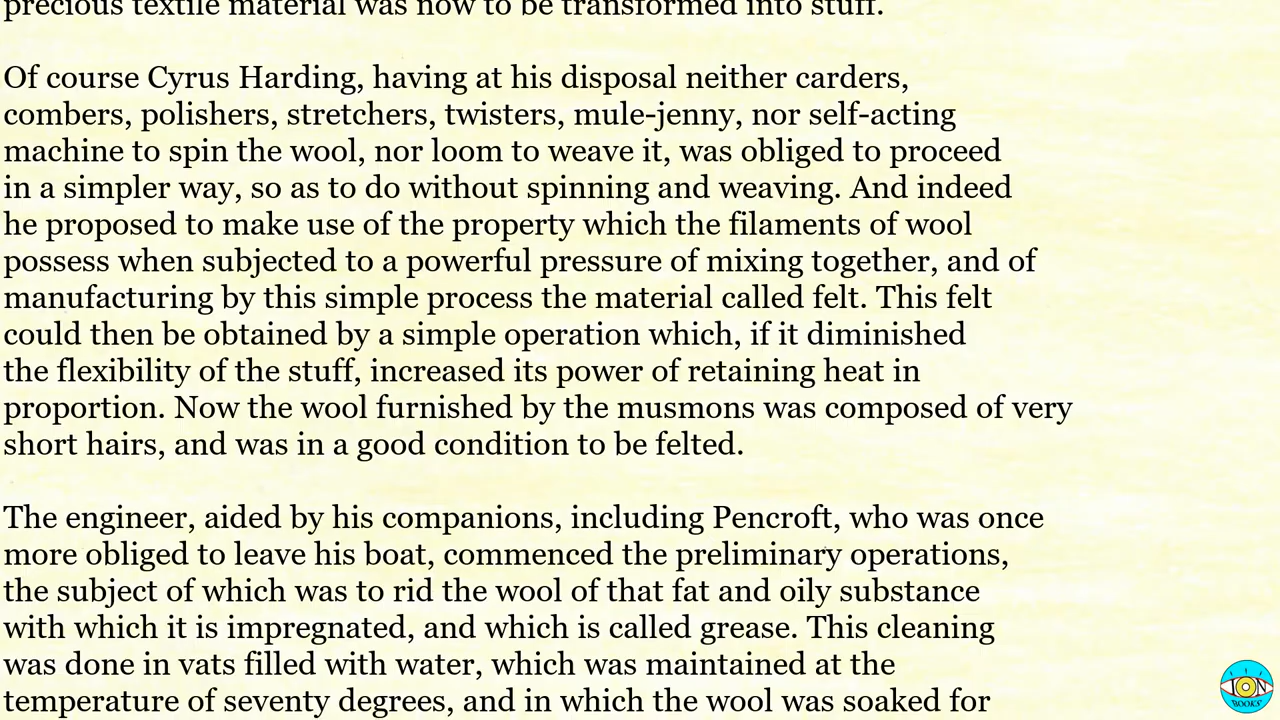 precious textile material was now to be transformed into stuff.
Of course Cyrus Harding, having at his disposal neither carders,
combers, polishers, stretchers, twisters, mule-jenny, nor self-acting
machine to spin the wool, nor loom to weave it, was obliged to proceed
in a simpler way, so as to do without spinning and weaving. And indeed
he proposed to make use of the property which the filaments of wool
possess when subjected to a powerful pressure of mixing together, and of
manufacturing by this simple process the material called felt. This felt
could then be obtained by a simple operation which, if it diminished
the flexibility of the stuff, increased its power of retaining heat in
proportion. Now the wool furnished by the musmons was composed of very
short hairs, and was in a good condition to be felted.
The engineer, aided by his companions, including Pencroft, who was once
more obliged to leave his boat, commenced the preliminary operations,
the subject of which was to rid the wool of that fat and oily substance
with which it is impregnated, and which is called grease. This cleaning
was done in vats filled with water, which was maintained at the
temperature of seventy degrees, and in which the wool was soaked for
ION
BOOKS